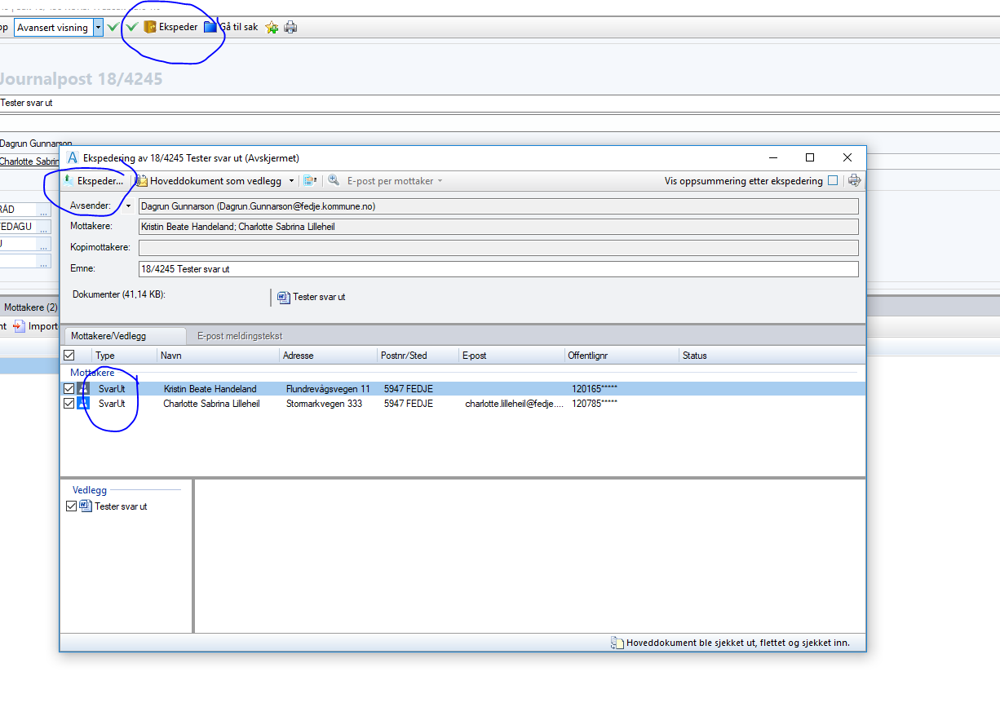 pp Avansert visning Ekspeder Gå til sak
Journalpost 18/4245
Tester svar ut
Dagrun Gunnarson
Charlotte Sabrin
RÅD ...
EDAGU ...
J ...
...
Mottakere (2)
nt Import
Ekspedering av 18/4245 Tester svar ut (Avskjermet)
Ekspeder... Hoveddokument som vedlegg E-post per mottaker Vis oppsummering etter ekspedering
Avsender: Dagrun Gunnarson (Dagrun.Gunnarson@fedje.kommune.no)
Mottakere: Kristin Beate Handeland; Charlotte Sabrina Lilleheil
Kopimottakere:
Emne: 18/4245 Tester svar ut
Dokumenter (41,14 KB): Tester svar ut
Mottakere/Vedlegg E-post meldingstekst
Type Navn Adresse Postnr/Sted E-post Offentlignr Status
Mottakere
SvarUt Kristin Beate Handeland Flundrevågsvegen 11 5947 FEDJE 120165*****
SvarUt Charlotte Sabrina Lilleheil Stormarkvegen 333 5947 FEDJE charlotte.lilleheil@fedje.... 120785*****
Vedlegg
Tester svar ut
Hoveddokument ble sjekket ut, flettet og sjekket inn.